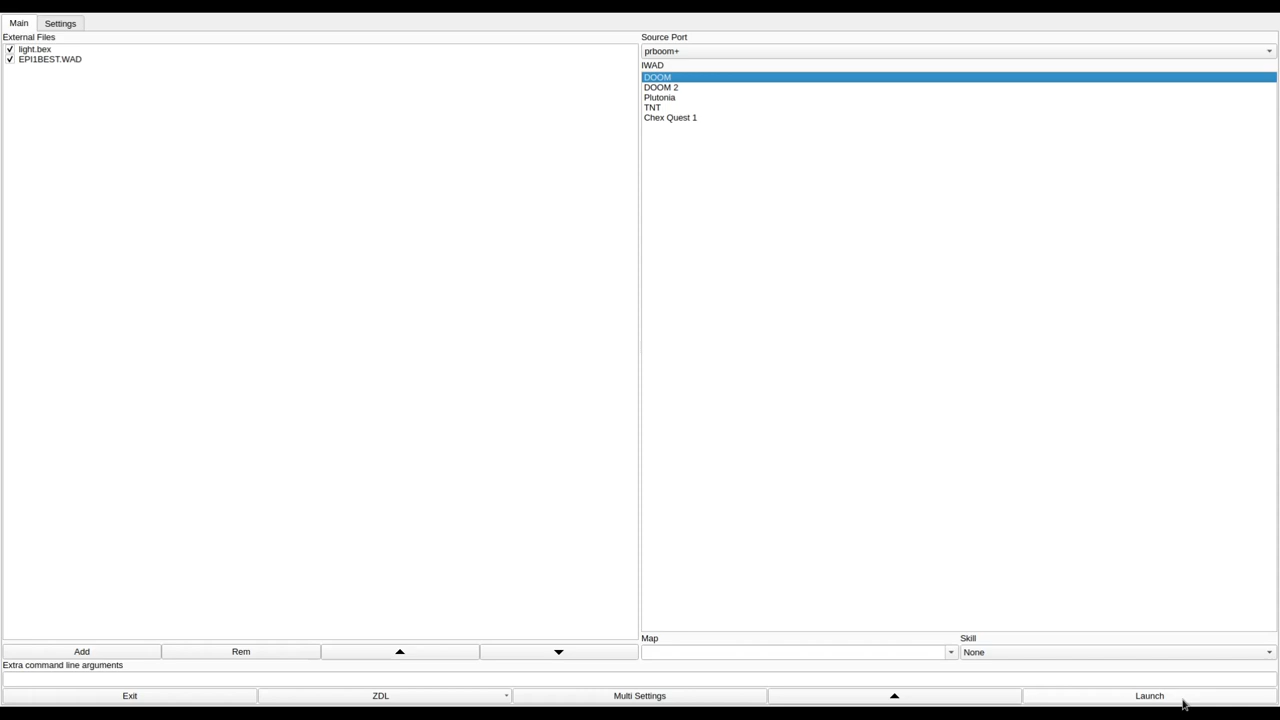 Main Settings
External Files
light.bex
EPI1BEST.WAD
Source Port
prboom+
IWAD
DOOM
DOOM 2
Plutonia
TNT
Chex Quest 1
Add Rem
Map Skill
None
Extra command line arguments
Exit ZDL Multi Settings Launch